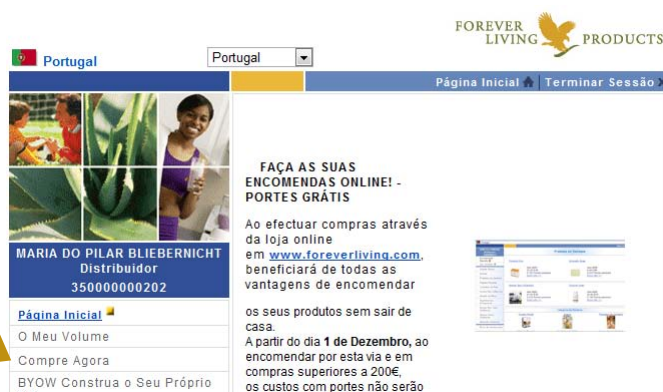 FOREVER
LIVING PRODUCTS
Portugal
Portugal
Página Inicial Terminar Sessão
MARIA DO PILAR BLIEBERNICHT
Distribuidor
350000000202
Página Inicial
O Meu Volume
Compre Agora
BYOW Construa o Seu Próprio
FAÇA AS SUAS
ENCOMENDAS ONLINE! -
PORTES GRÁTIS
Ao efectuar compras através
da loja online
em www.foreverliving.com,
beneficiará de todas as
vantagens de encomendar
os seus produtos sem sair de
casa.
A partir do dia 1 de Dezembro, ao
encomendar por esta via e em
compras superiores a 200€,
os custos com portes não serão